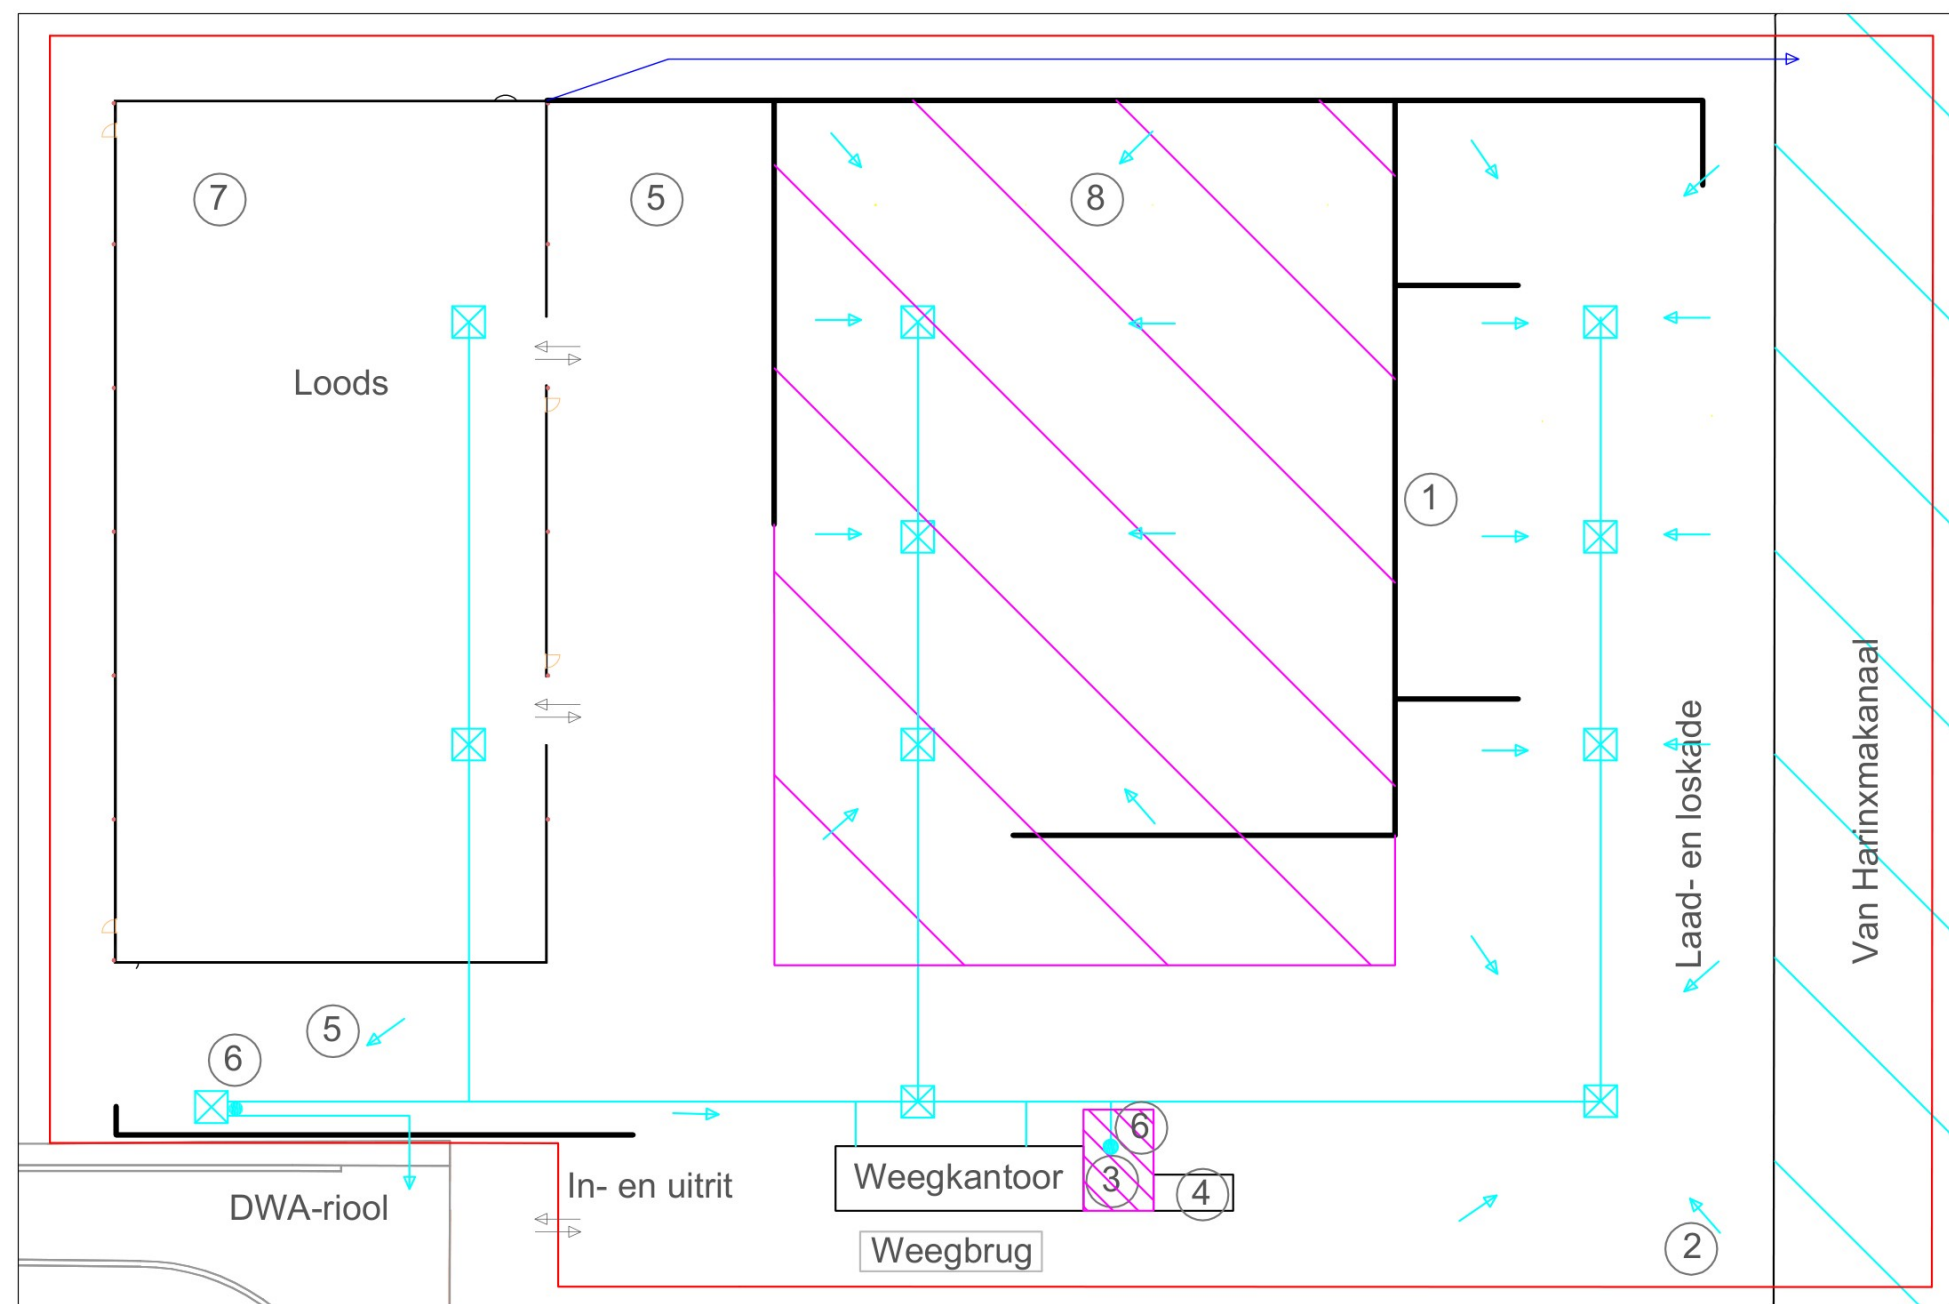 7
5
8
Loods
1
Laad- en loskade
Van Harinxmakanaal
5
6
6
Weegkantoor
3
4
In- en uitrit
DWA-riool
Weegbrug
2